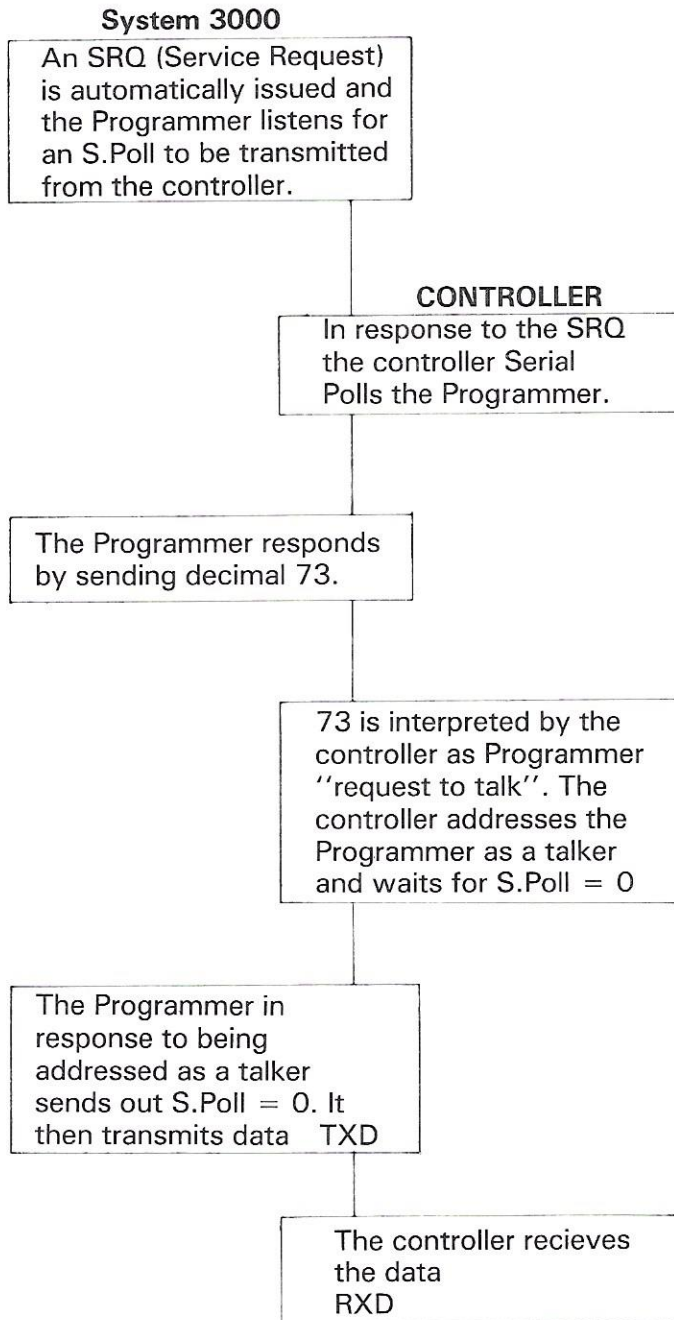 System 3000
An SRQ (Service Request)
is automatically issued and
the Programmer listens for
an S.Poll to be transmitted
from the controller.
CONTROLLER
In response to the SRQ
the controller Serial
Polls the Programmer.
The Programmer responds
by sending decimal 73.
73 is interpreted by the
controller as Programmer
''request to talk''. The
controller addresses the
Programmer as a talker
and waits for S.Poll = 0
The Programmer in
response to being
addressed as a talker
sends out S.Poll = 0. It
then transmits data TXD
The controller recieves
the data
RXD